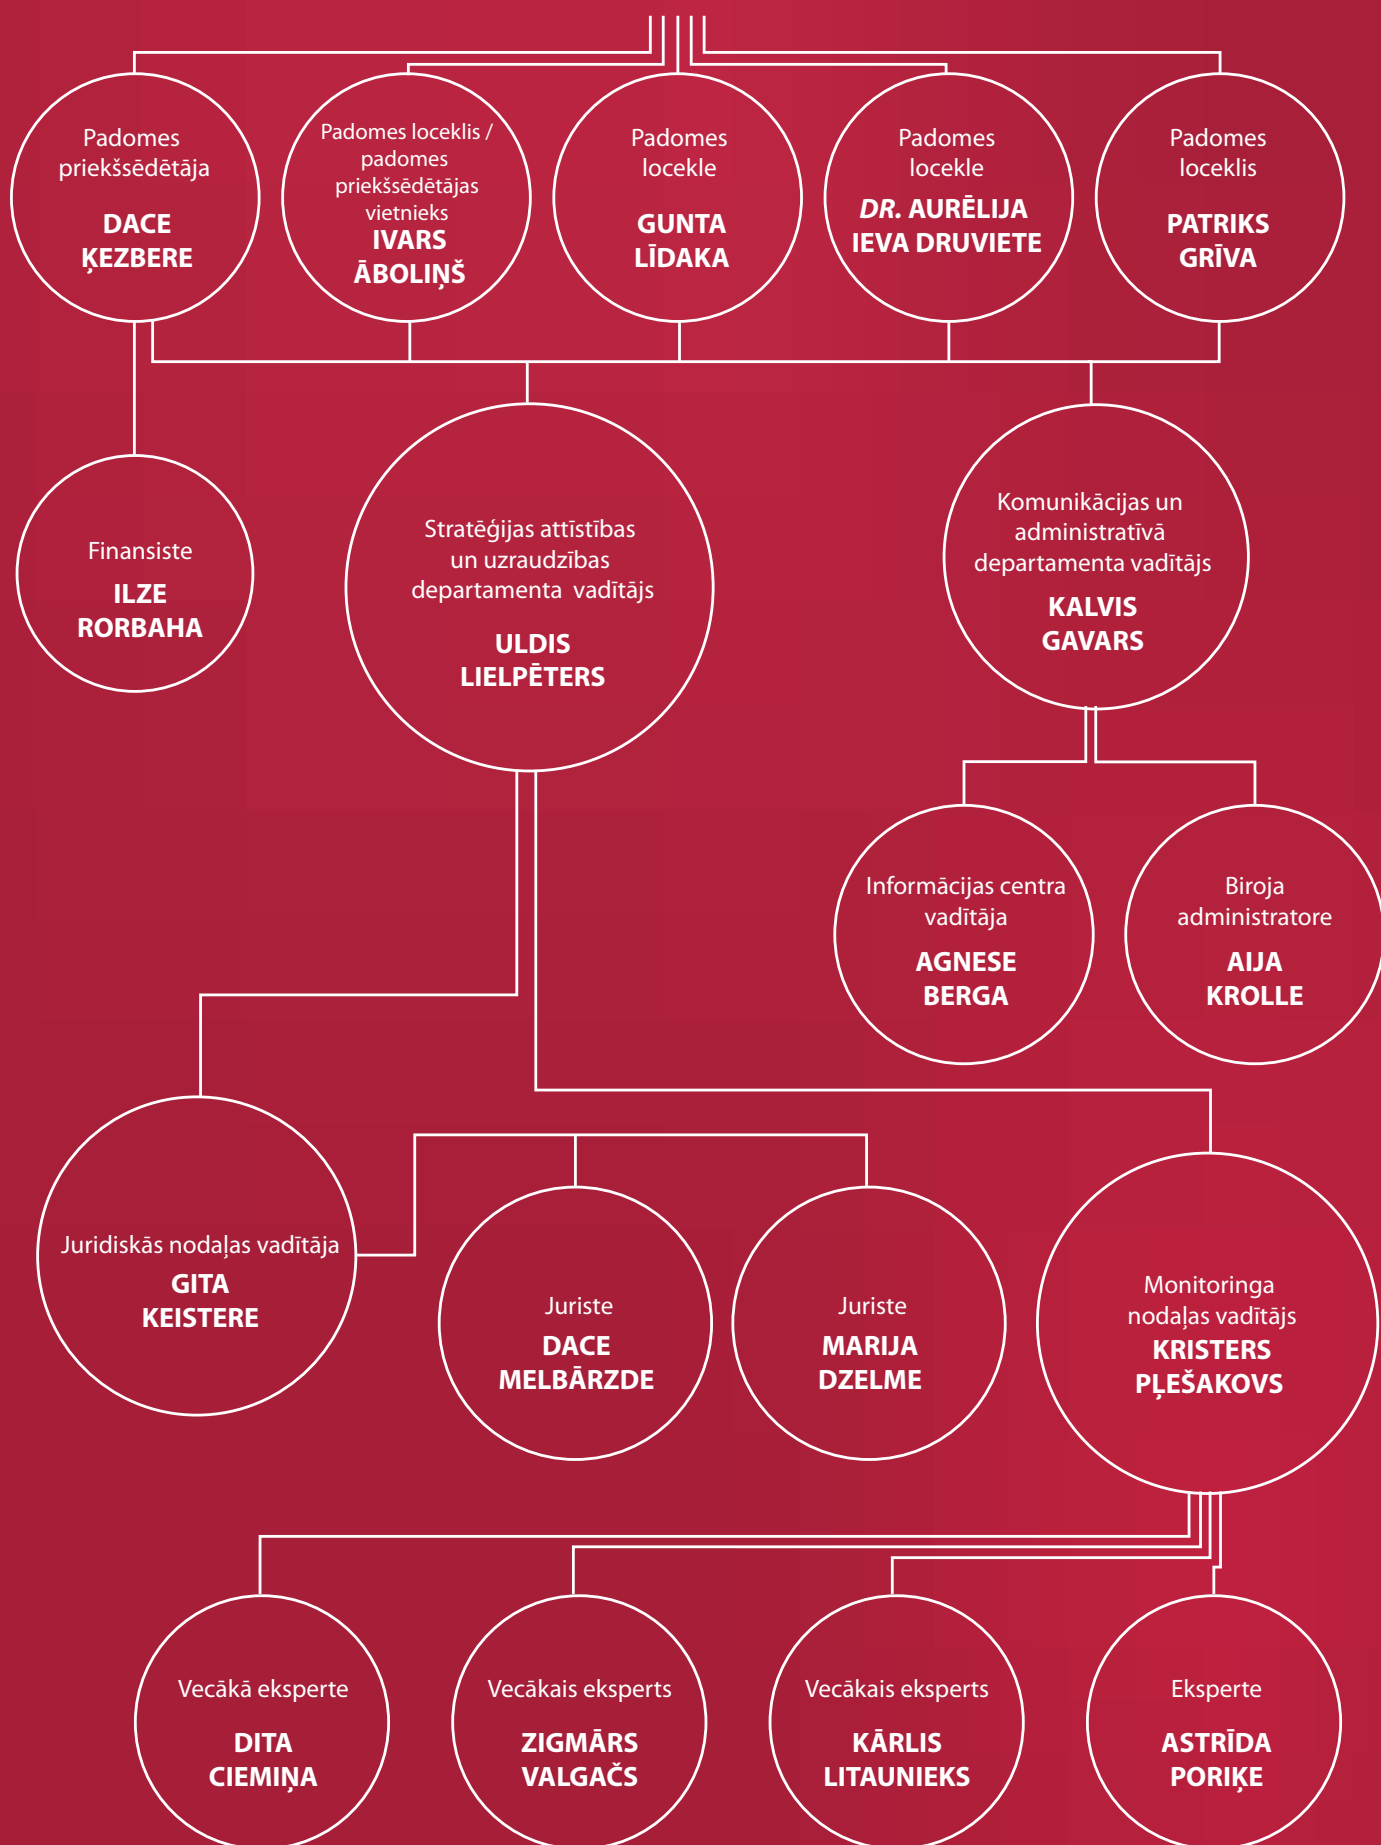 Padomes
priekšsēdētāja
DACE
ĶEZBERE
Padomes loceklis /
padomes
priekšsēdētājas
vietnieks
IVARS
ĀBOLIŅŠ
Padomes
locekle
GUNTA
LĪDAKA
Padomes
locekle
DR. AURĒLIJA
IEVA DRUVIETE
Padomes
loceklis
PATRIKS
GRĪVA
Finansiste
ILZE
RORBAHA
Stratēģijas attīstības
un uzraudzības
departamenta vadītājs
ULDIS
LIELPĒTERS
Komunikācijas un
administratīvā
departamenta vadītājs
KALVIS
GAVARS
Informācijas centra
vadītāja
AGNESE
BERGA
Biroja
administratore
AIJA
KROLLE
Juridiskās nodaļas vadītāja
GITA
KEISTERE
Juriste
DACE
MELBĀRZDE
Juriste
MARIJA
DZELME
Monitoringa
nodaļas vadītājs
KRISTERS
PĻEŠAKOVS
Vecākā eksperte
DITA
CIEMIŅA
Vecākais eksperts
ZIGMĀRS
VALGAČS
Vecākais eksperts
KĀRLIS
LITAUNIEKS
Eksperte
ASTRĪDA
PORIĶE